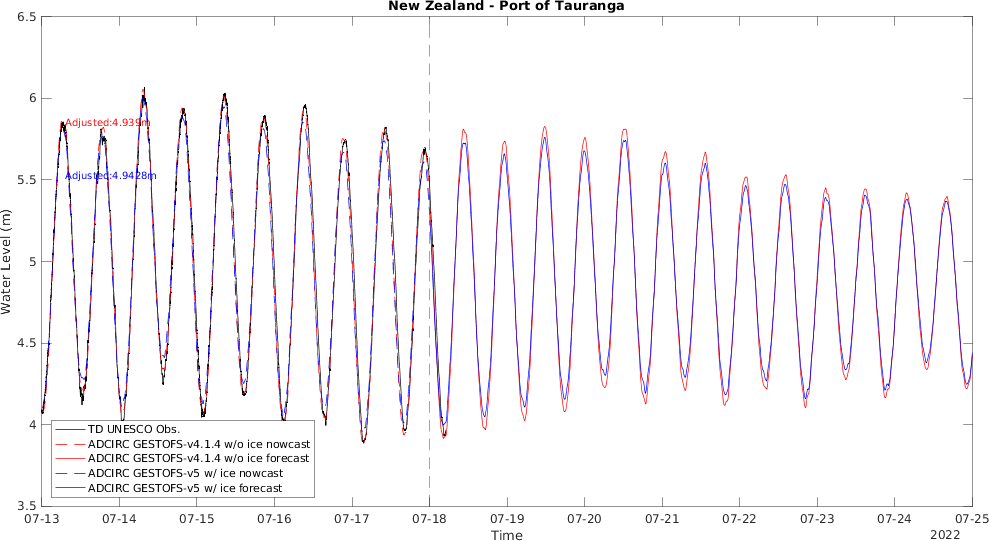 New Zealand - Port of Tauranga
6.5
6
5.5
5
4.5
4
3.5
Water Level (m)
Adjusted:4.939m
Adjusted:4.9428m
TD UNESCO Obs.
ADCIRC GESTOFS-v4.1.4 w/o ice nowcast
ADCIRC GESTOFS-v4.1.4 w/o ice forecast
ADCIRC GESTOFS-v5 w/ ice nowcast
ADCIRC GESTOFS-v5 w/ ice forecast
07-13 07-14 07-15 07-16 07-17 07-18 07-19 07-20 07-21 07-22 07-23 07-24 07-25
Time
2022